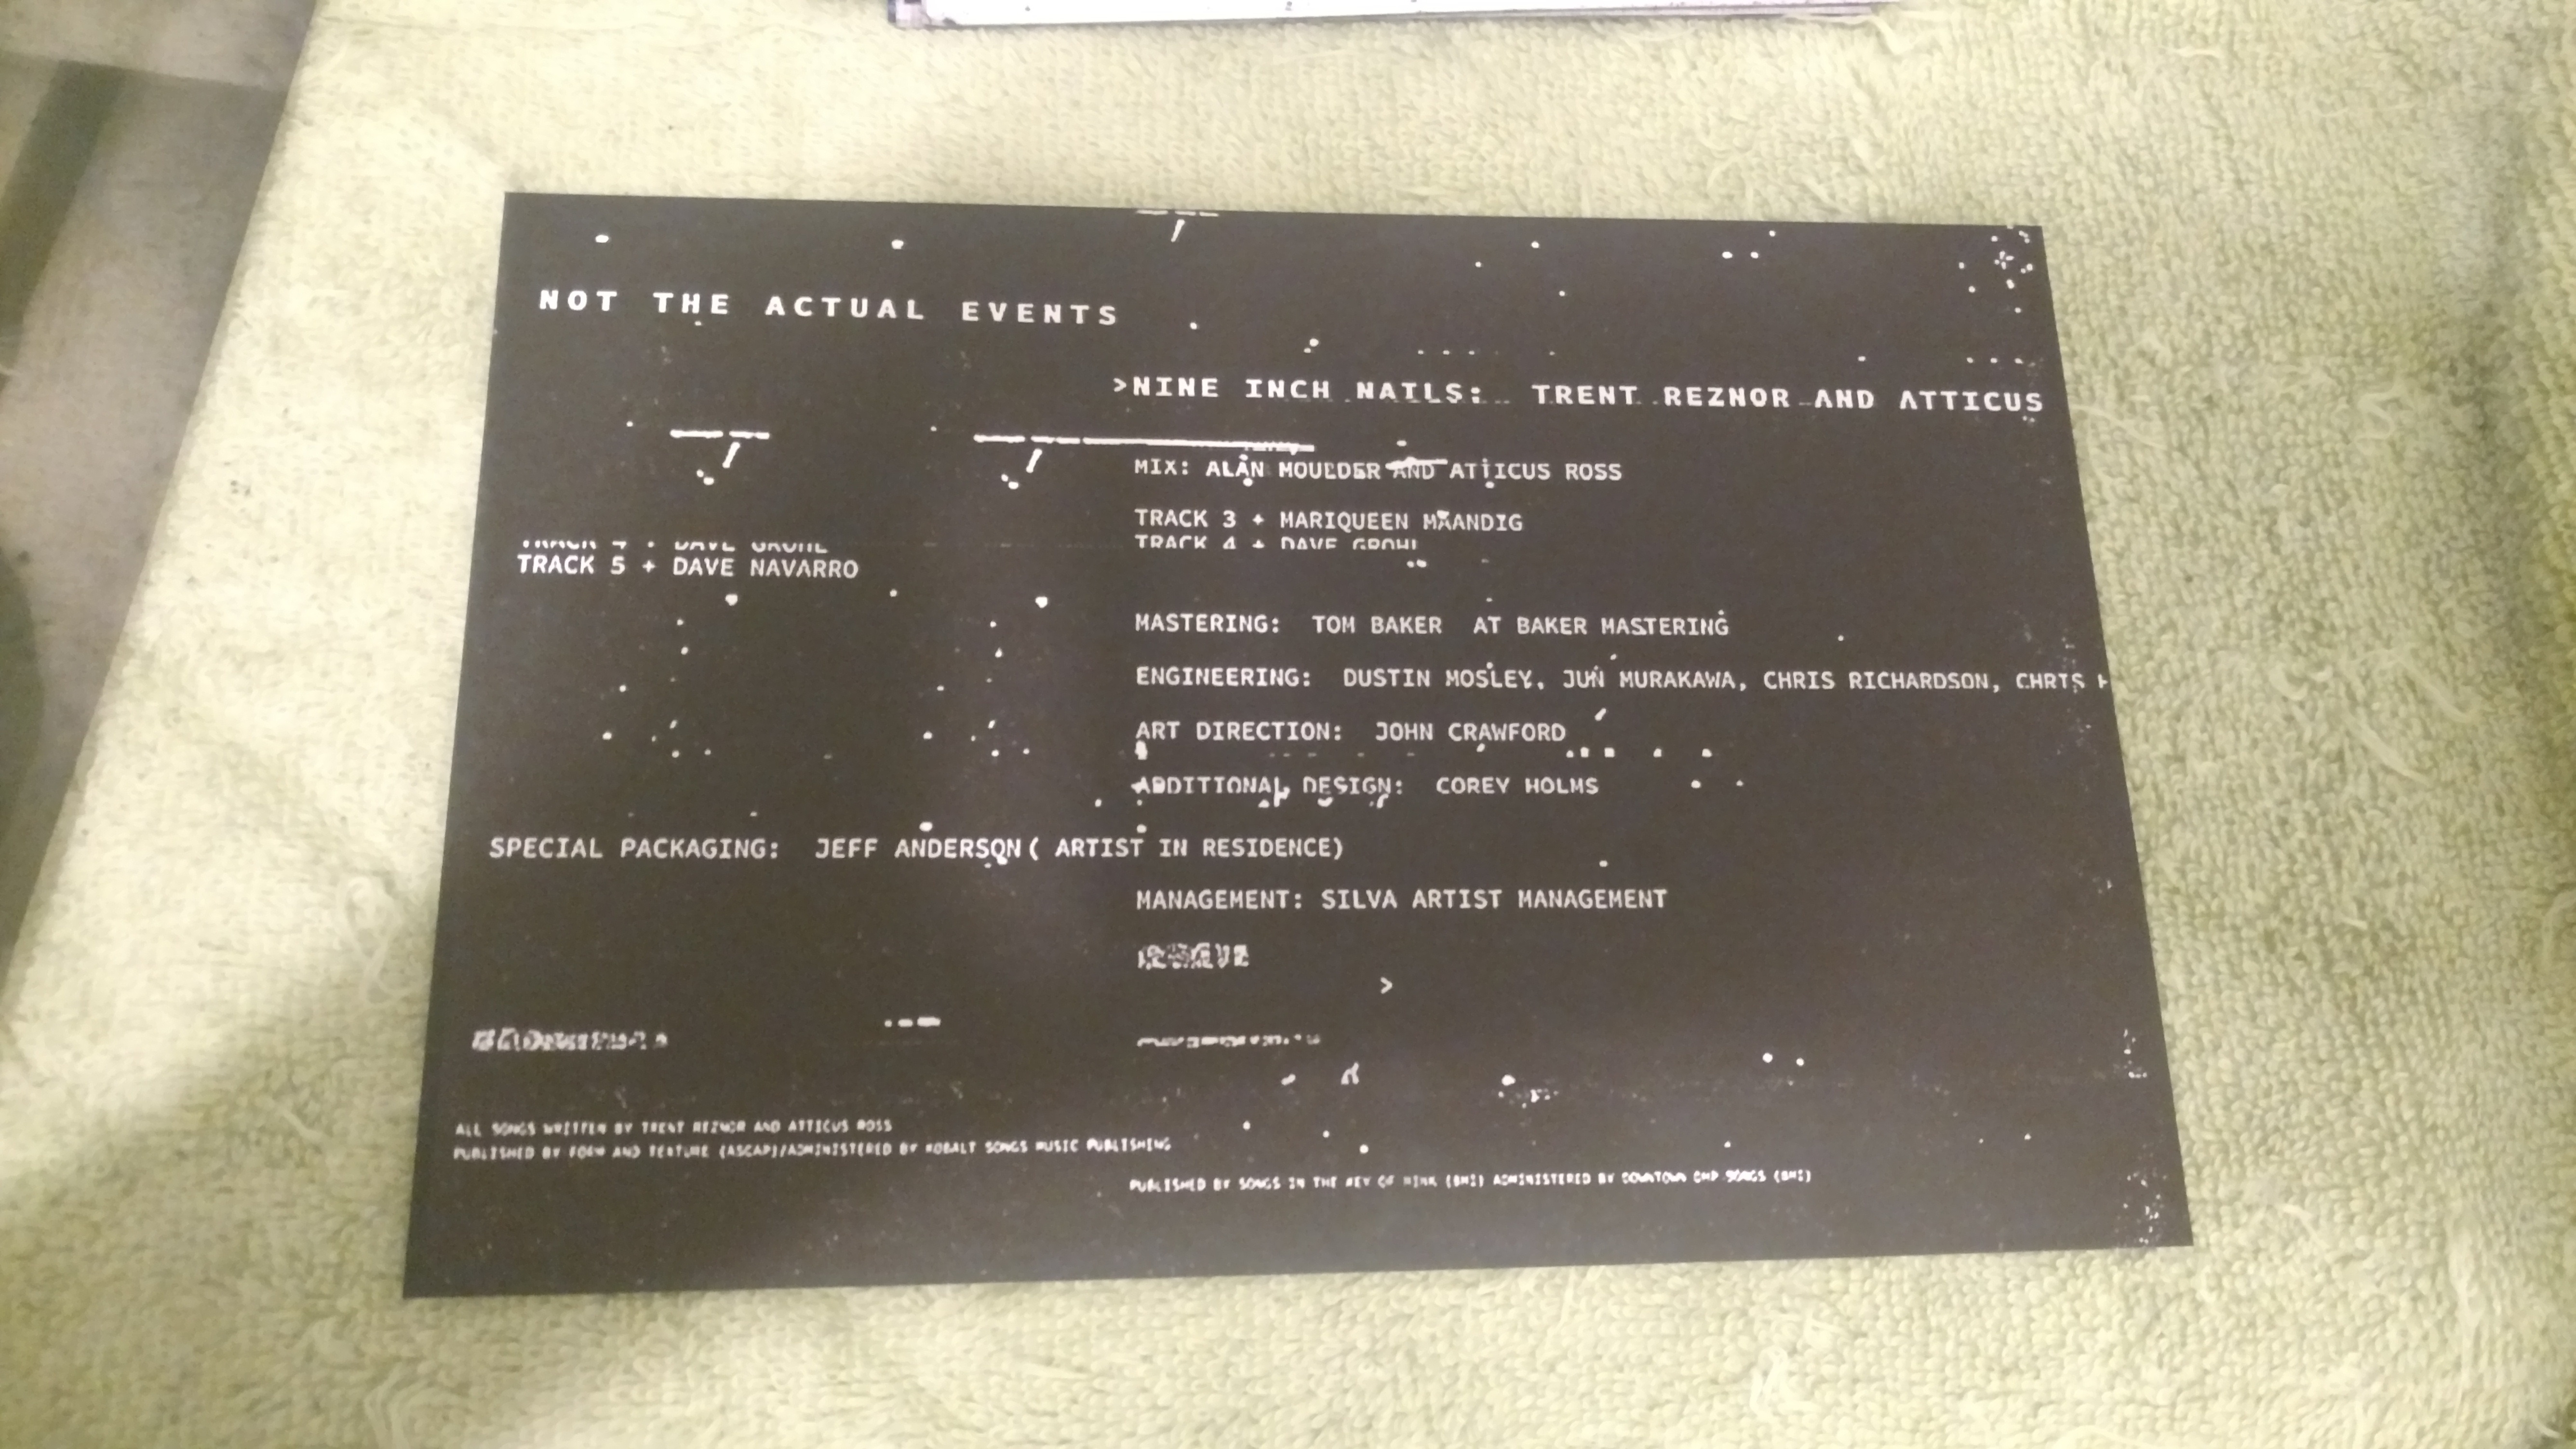 NOT THE ACTUAL EVENTS
>NINE INCH NAILS: TRENT REZNOR AND ATTICUS
MIX: ALAN MOULDER AND ATTICUS ROSS
TRACK 3 + MARIQUEEN MAANDIG
TRACK 4 + DAVE GROHL
TRACK 4 + DAVE GROHL
TRACK 5 + DAVE NAVARRO
MASTERING: TOM BAKER AT BAKER MASTERING
ENGINEERING: DUSTIN MOSLEY, JUN MURAKAWA, CHRIS RICHARDSON, CHRIS
ART DIRECTION: JOHN CRAWFORD
ADDITIONAL DESIGN: COREY HOLMS
SPECIAL PACKAGING: JEFF ANDERSON( ARTIST IN RESIDENCE)
MANAGEMENT: SILVA ARTIST MANAGEMENT
>
ALL SONGS WRITTEN BY TRENT REZNOR AND ATTICUS ROSS
PUBLISHED BY FORM AND TEXTURE (ASCAP)/ADMINISTERED BY KOBALT SONGS MUSIC PUBLISHING
PUBLISHED BY SONGS IN THE KEY OF MINK (BMI) ADMINISTERED BY DOWNTOWN DMP SONGS (BMI)